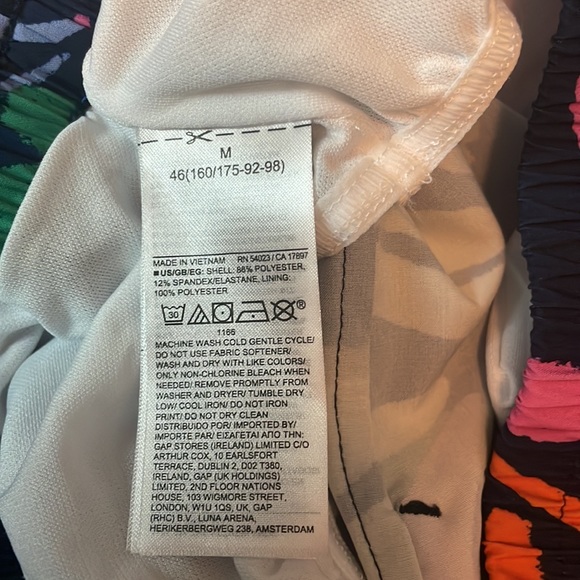 M
46(160/175-92-98)
MADE IN VIETNAM RN 54023 / CA 17897
■US/GB/EG: SHELL: 88% POLYESTER,
12% SPANDEX/ELASTANE, LINING:
100% POLYESTER
30 ®
1166
MACHINE WASH COLD GENTLE CYCLE/
DO NOT USE FABRIC SOFTENER/
WASH AND DRY WITH LIKE COLORS/
ONLY NON-CHLORINE BLEACH WHEN
NEEDED/ REMOVE PROMPTLY FROM
WASHER AND DRYER/ TUMBLE DRY
LOW/ COOL IRON/ DO NOT IRON
PRINT/ DO NOT DRY CLEAN
DISTRIBUIDO POR/ IMPORTED BY/
IMPORTE PAR/ ΕΙΣΑΓΕΤΑΙ ΑΠΟ ΤΗΝ:
GAP STORES (IRELAND) LIMITED C/O
ARTHUR COX, 10 EARLSFORT
TERRACE, DUBLIN 2, D02 T380,
IRELAND, GAP (UK HOLDINGS)
LIMITED, 2ND FLOOR NATIONS
HOUSE, 103 WIGMORE STREET,
LONDON, W1U 1QS, UK, GAP
(RHC) B.V., LUNA ARENA,
HERIKERBERGWEG 238, AMSTERDAM